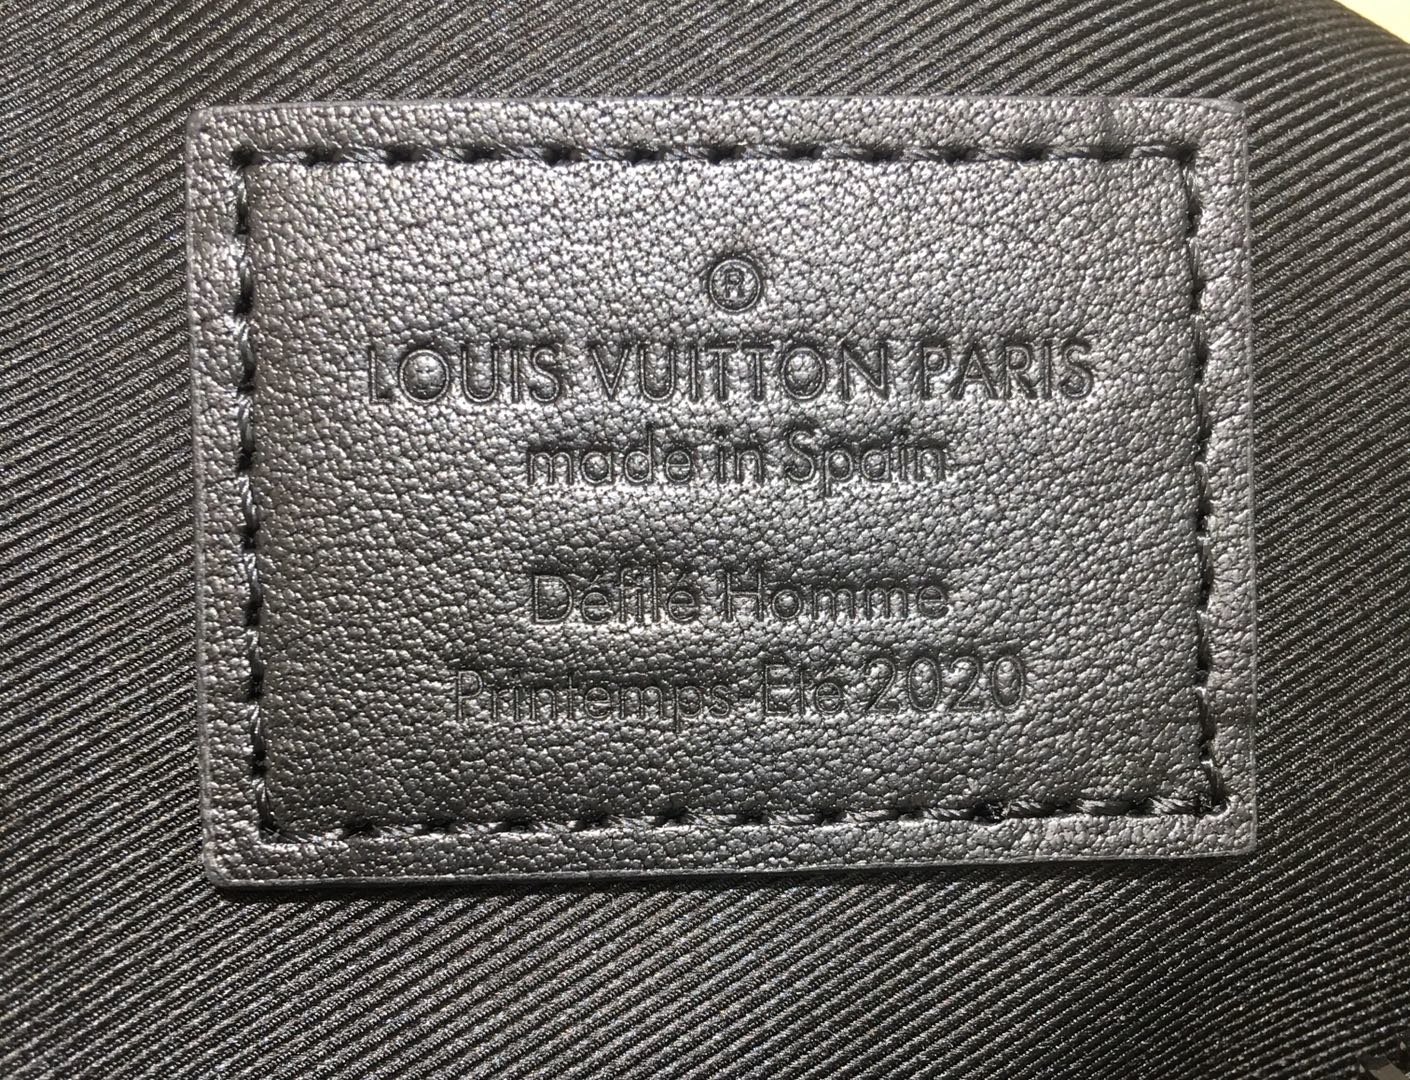 ®
LOUIS VUITTON PARIS
made in Spain
Défilé Homme
Printemps-Eté 2020